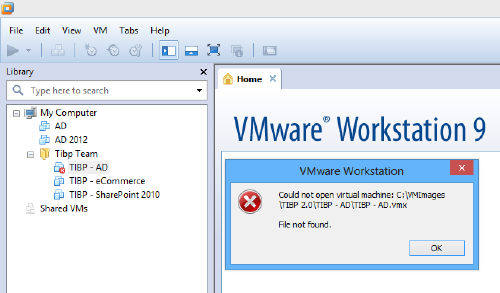 File Edit View VM Tabs Help
Library
Home
Type here to search
My Computer
AD
AD 2012
Tibp Team
TIBP - AD
TIBP - eCommerce
TIBP - SharePoint 2010
Shared VMs
VMware® Workstation 9
VMware Workstation
Could not open virtual machine: C:\VMImages
\TIBP 2.0\TIBP - AD\TIBP - AD.vmx
File not found.
OK